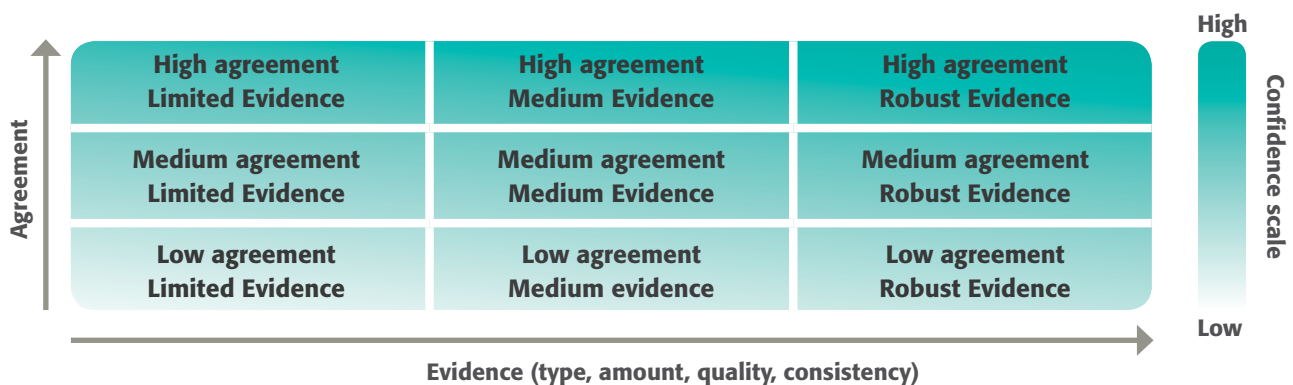 High
High agreement
Limited Evidence
High agreement
Medium Evidence
High agreement
Robust Evidence
Agreement
Medium agreement
Limited Evidence
Medium agreement
Medium Evidence
Medium agreement
Robust Evidence
Confidence scale
Low agreement
Limited Evidence
Low agreement
Medium evidence
Low agreement
Robust Evidence
Low
Evidence (type, amount, quality, consistency)